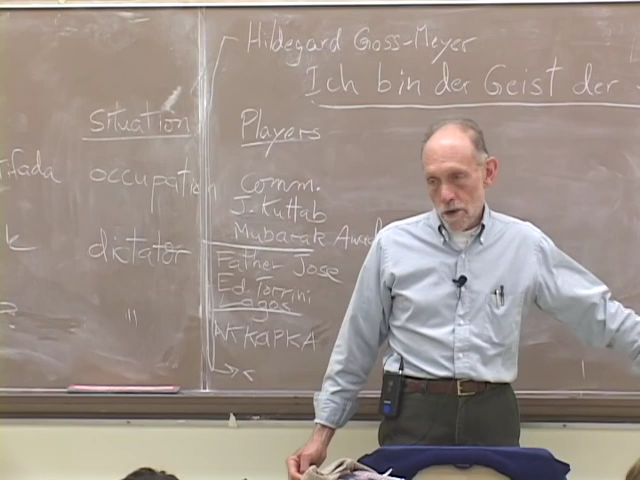 Hildegard Goss-Meyer
Ich bin der Geist der
Situation
Players
ifada
occupation
comm.
J. Kuttab
Mubarak Awad
k
dictator
Father Jose
Ed Torrini
Lagos
?
"
AKKAPKA